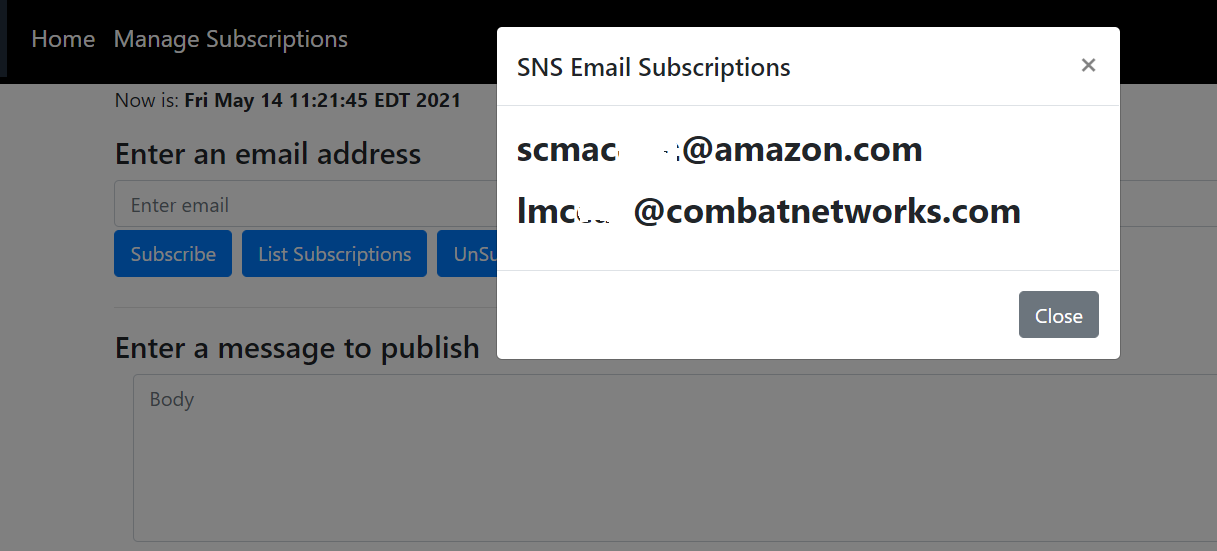 Home Manage Subscriptions
Now is: Fri May 14 11:21:45 EDT 2021
Enter an email address
Enter email
Subscribe List Subscriptions
Enter a message to publish
Body
SNS Email Subscriptions ×
@amazon.com
@combatnetworks.com
Close